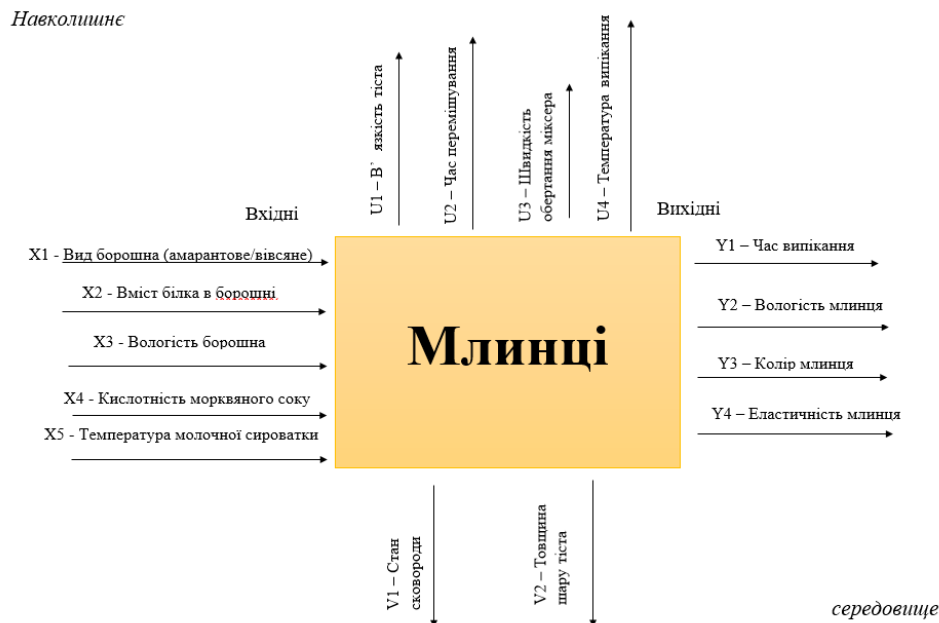 Навколишнє
U1 – В’ язкість тіста
U2 – Час перемішування
U3 – Швидкість
обертання міксера
U4 – Температура випікання
Вхідні
Вихідні
X1 - Вид борошна (амарантове/вівсяне)
X2 - Вміст білка в борошні
X3 - Вологість борошна
X4 - Кислотність морквяного соку
X5 - Температура молочної сироватки
Млинці
Y1 – Час випікання
Y2 – Вологість млинця
Y3 – Колір млинця
Y4 – Еластичність млинця
V1 – Стан
сковороди
V2 – Товщина
шару тіста
середовище